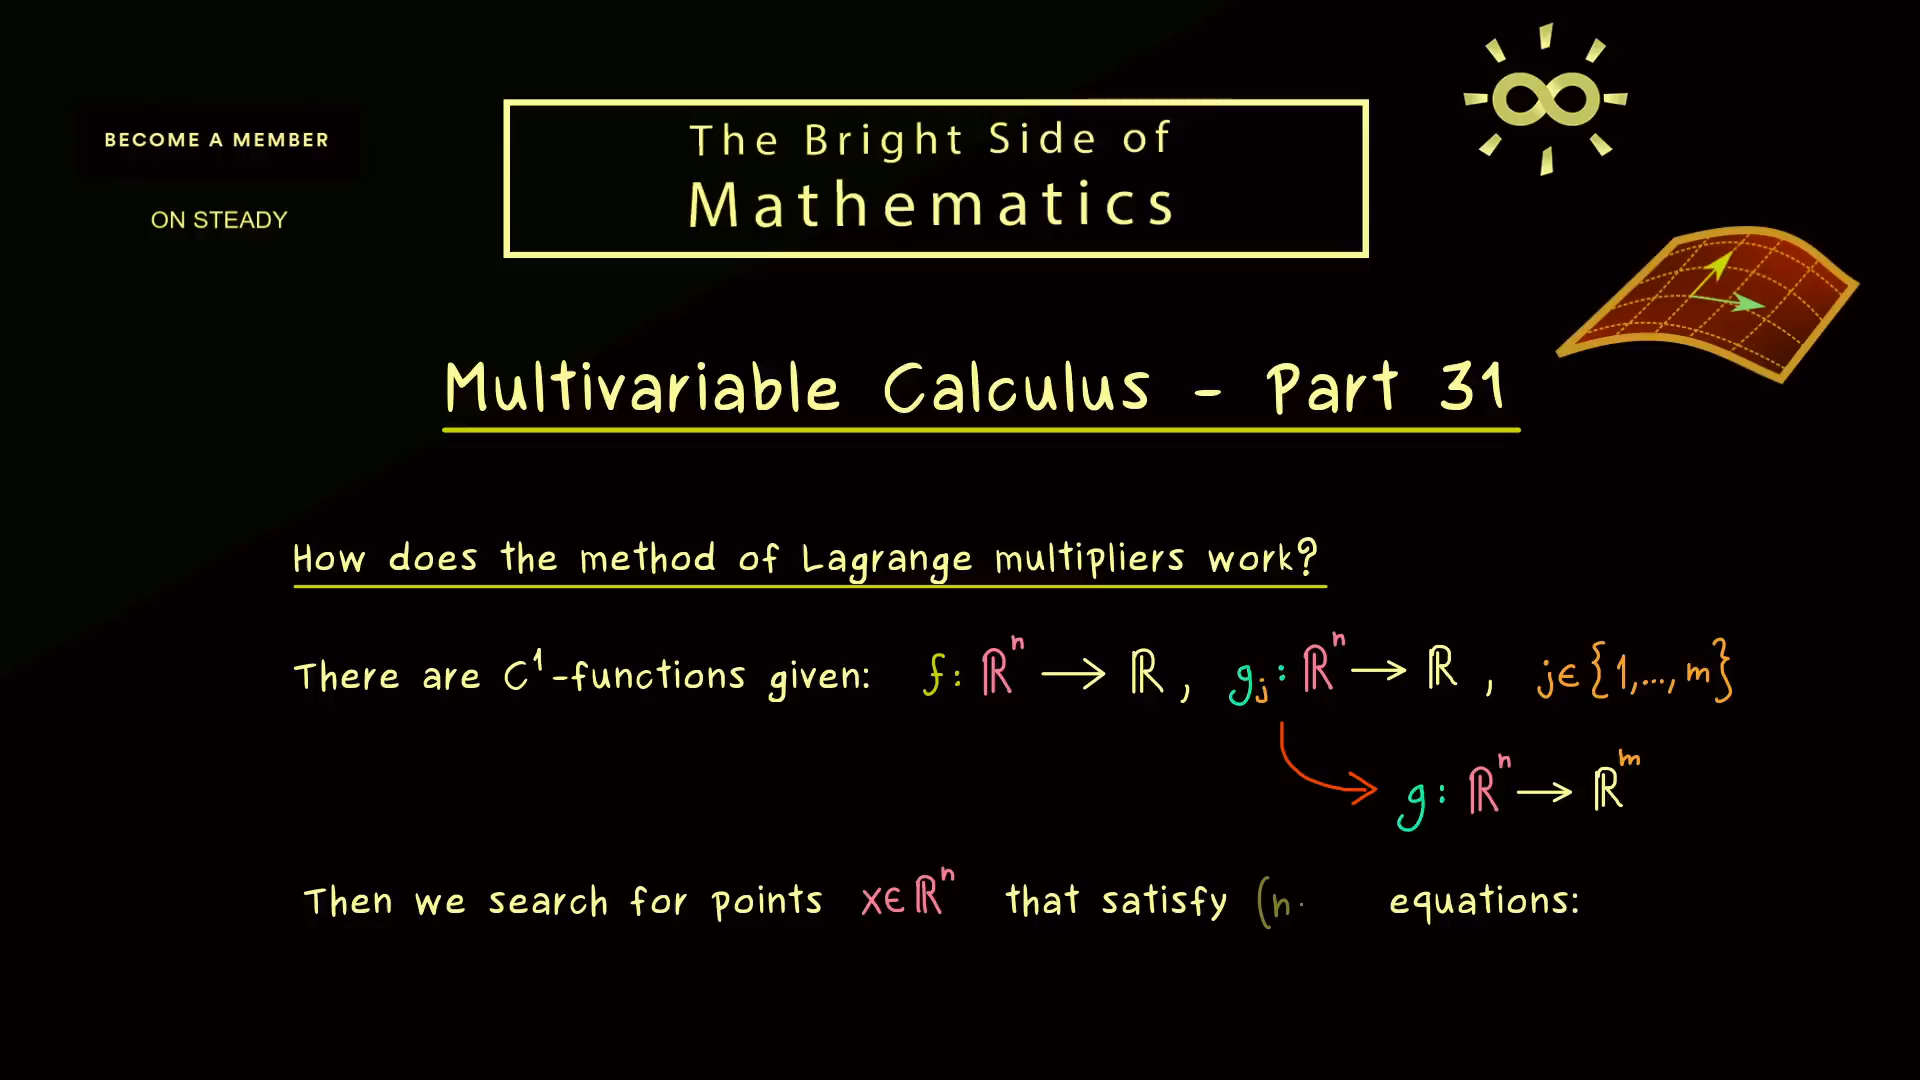 BECOME A MEMBER
ON STEADY
The Bright Side of
Mathematics
Multivariable Calculus - Part 31
How does the method of Lagrange multipliers work?
There are C¹-functions given: f: ℝⁿ → ℝ, gⱼ: ℝⁿ → ℝ, j∈{1,...,m}
g: ℝⁿ → ℝᵐ
Then we search for points x∈ℝⁿ that satisfy (n equations: